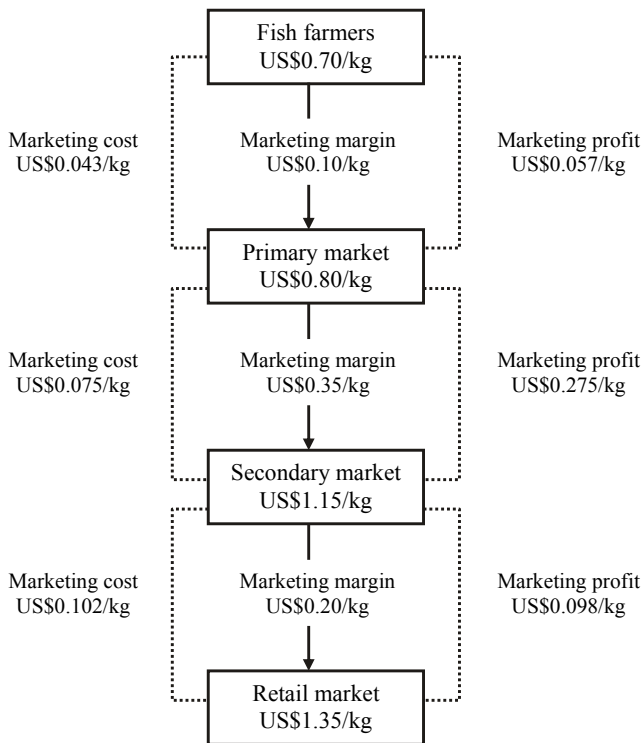 Fish farmers
US$0.70/kg
Marketing cost
US$0.043/kg
Marketing margin
US$0.10/kg
Marketing profit
US$0.057/kg
Primary market
US$0.80/kg
Marketing cost
US$0.075/kg
Marketing margin
US$0.35/kg
Marketing profit
US$0.275/kg
Secondary market
US$1.15/kg
Marketing cost
US$0.102/kg
Marketing margin
US$0.20/kg
Marketing profit
US$0.098/kg
Retail market
US$1.35/kg